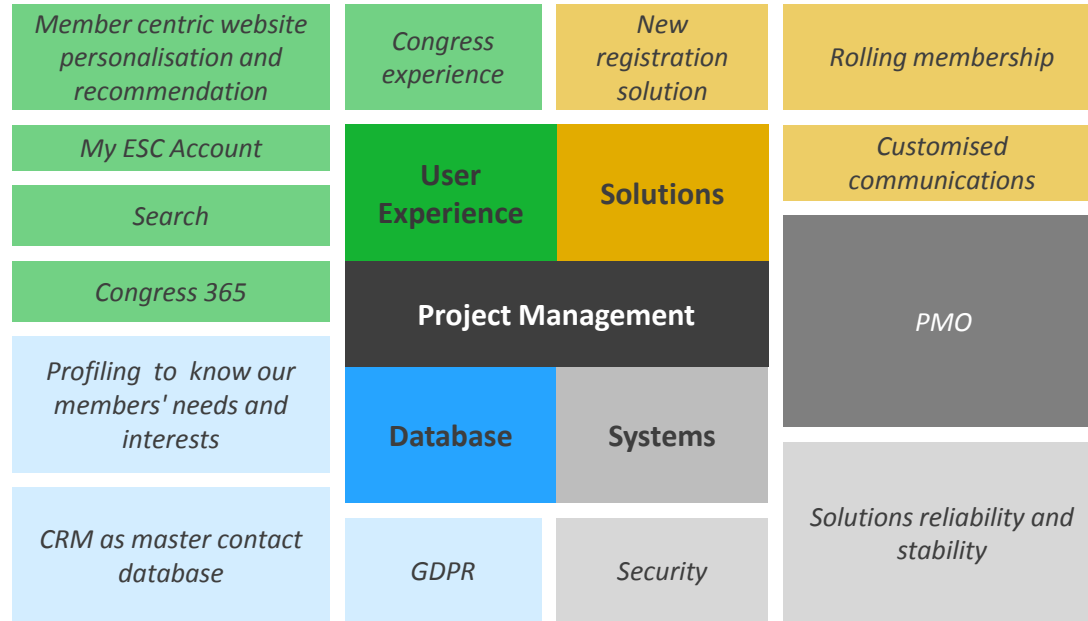 Member centric website
personalisation and
recommendation
Congress
experience
New
registration
solution
Rolling membership
My ESC Account
Customised
communications
User
Experience
Solutions
Search
Congress 365
Project Management
PMO
Profiling to know our
members' needs and
interests
Database
Systems
CRM as master contact
database
GDPR
Security
Solutions reliability and
stability